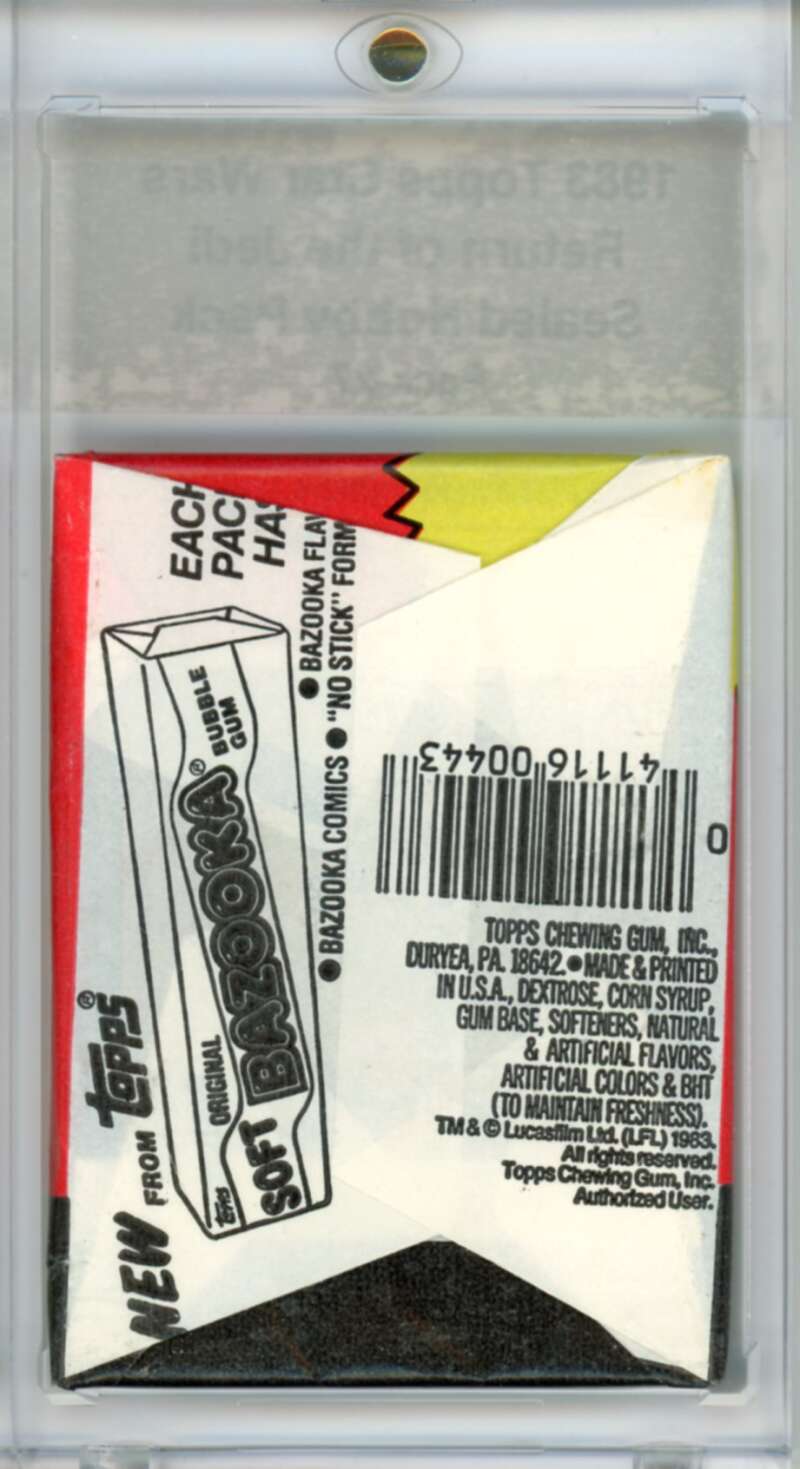 1983 Topps Star Wars
Return of the Jedi
Sealed Hobby Pack
EACH
PAC
HAS
● BAZOOKA FLAV
● BAZOOKA COMICS ● "NO STICK" FORM
BUBBLE
GUM
ORIGINAL
SOFT BAZOOKA®
topps
NEW FROM topps®
41116 00443
0
TOPPS CHEWING GUM, INC.,
DURYEA, PA. 18642. ● MADE & PRINTED
IN U.S.A., DEXTROSE, CORN SYRUP,
GUM BASE, SOFTENERS, NATURAL
& ARTIFICIAL FLAVORS,
ARTIFICIAL COLORS & BHT
(TO MAINTAIN FRESHNESS).
TM & © Lucasfilm Ltd. (LFL) 1983.
All rights reserved.
Topps Chewing Gum, Inc.
Authorized User.